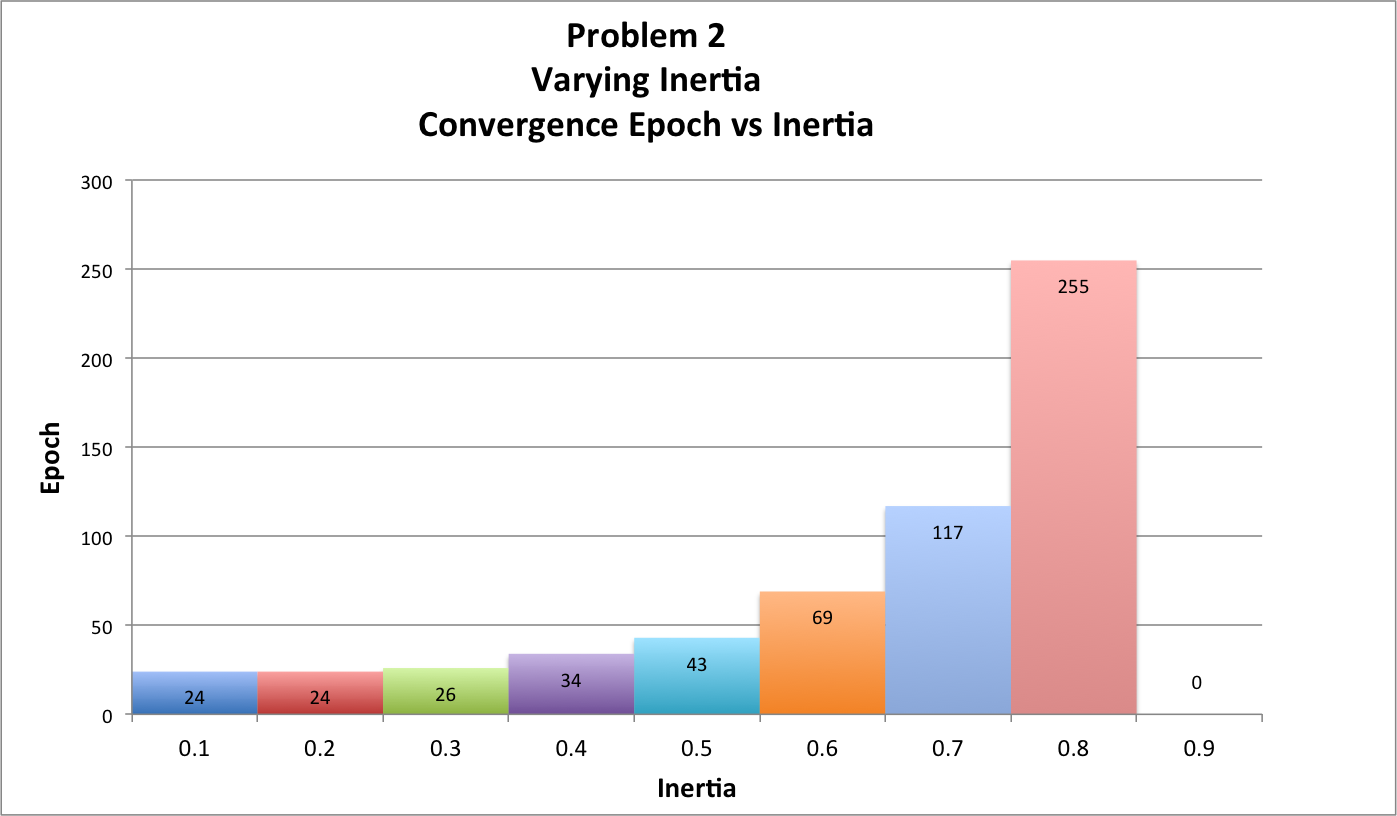 Problem 2
Varying Inertia
Convergence Epoch vs Inertia
300
250
200
150
100
50
0
Epoch
24
24
26
34
43
69
117
255
0
0.1 0.2 0.3 0.4 0.5 0.6 0.7 0.8 0.9
Inertia